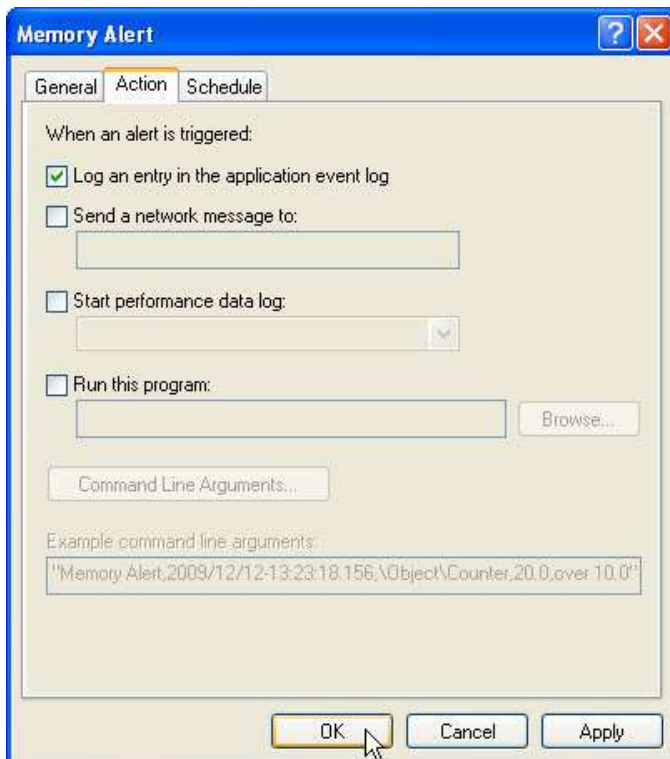 Memory Alert
General Action Schedule
When an alert is triggered:
Log an entry in the application event log
Send a network message to:
Start performance data log:
Run this program:
Browse...
Command Line Arguments...
Example command line arguments:
"Memory Alert,2009/12/12-13:23:18.156,\Object\Counter,20.0,over 10.0"
OK Cancel Apply